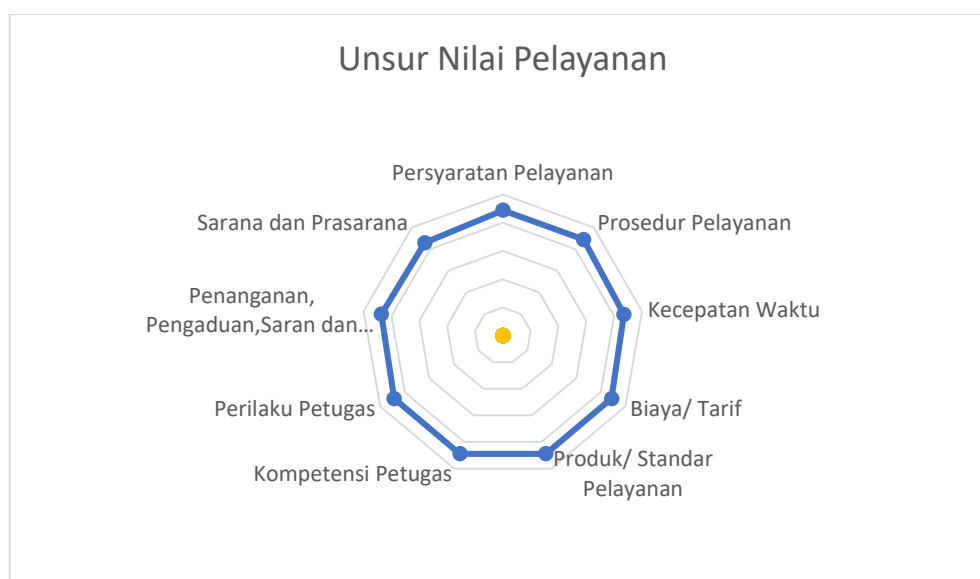 Unsur Nilai Pelayanan
Persyaratan Pelayanan
Prosedur Pelayanan
Kecepatan Waktu
Biaya/ Tarif
Produk/ Standar
Pelayanan
Kompetensi Petugas
Perilaku Petugas
Penanganan,
Pengaduan,Saran dan...
Sarana dan Prasarana